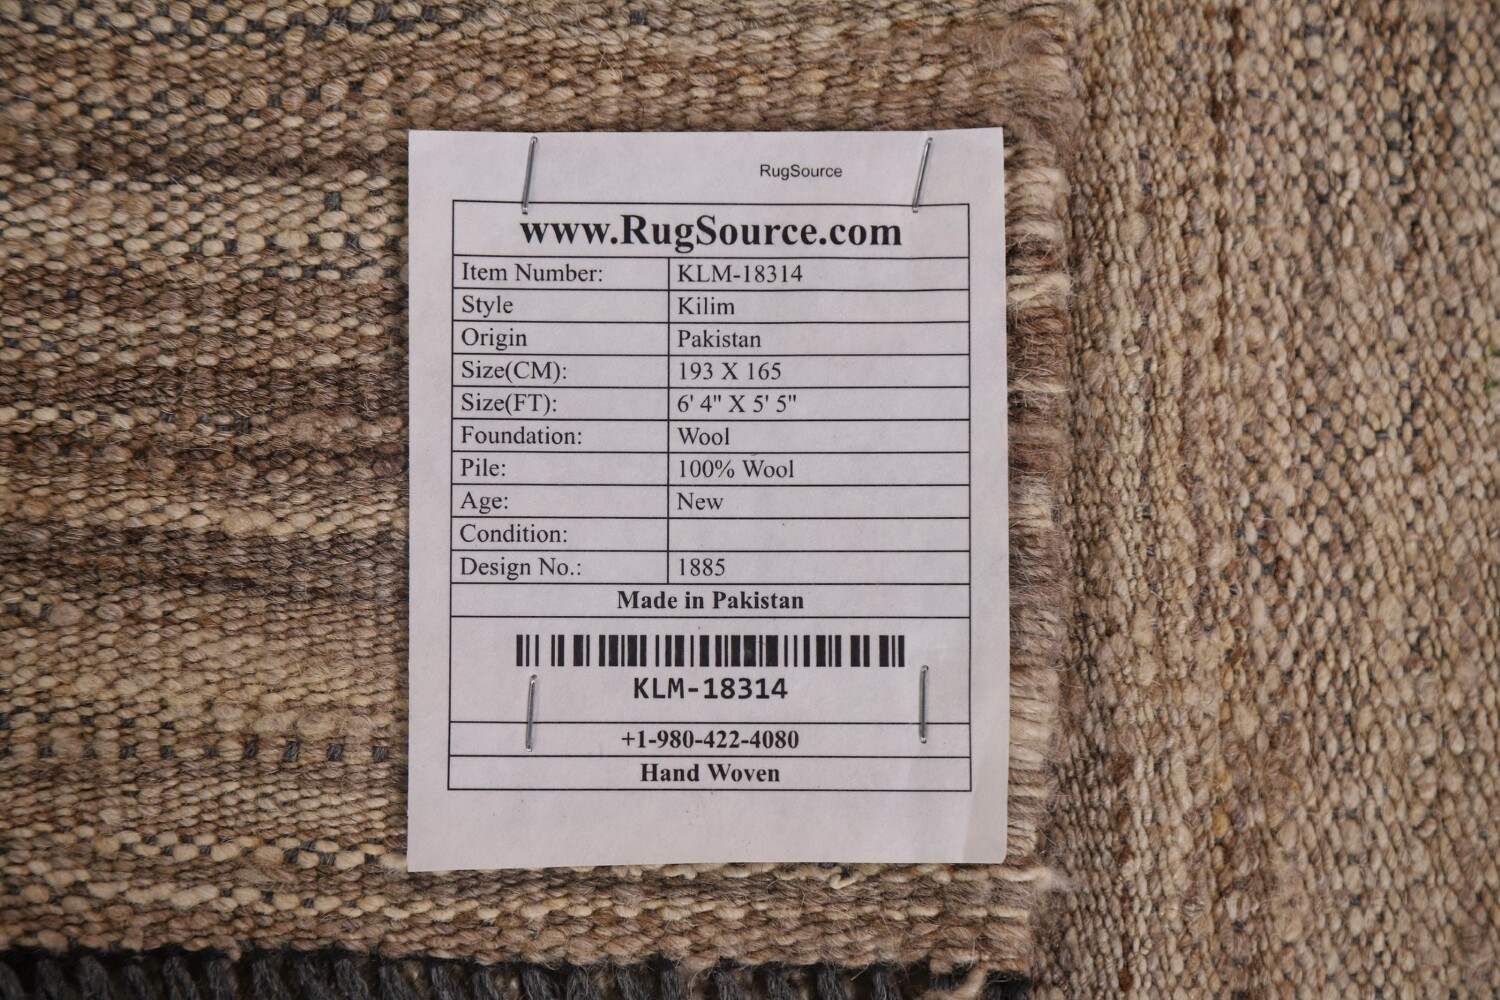 RugSource
www.RugSource.com
Item Number: KLM-18314
Style Kilim
Origin Pakistan
Size(CM): 193 X 165
Size(FT): 6' 4" X 5' 5"
Foundation: Wool
Pile: 100% Wool
Age: New
Condition:
Design No.: 1885
Made in Pakistan
KLM-18314
+1-980-422-4080
Hand Woven